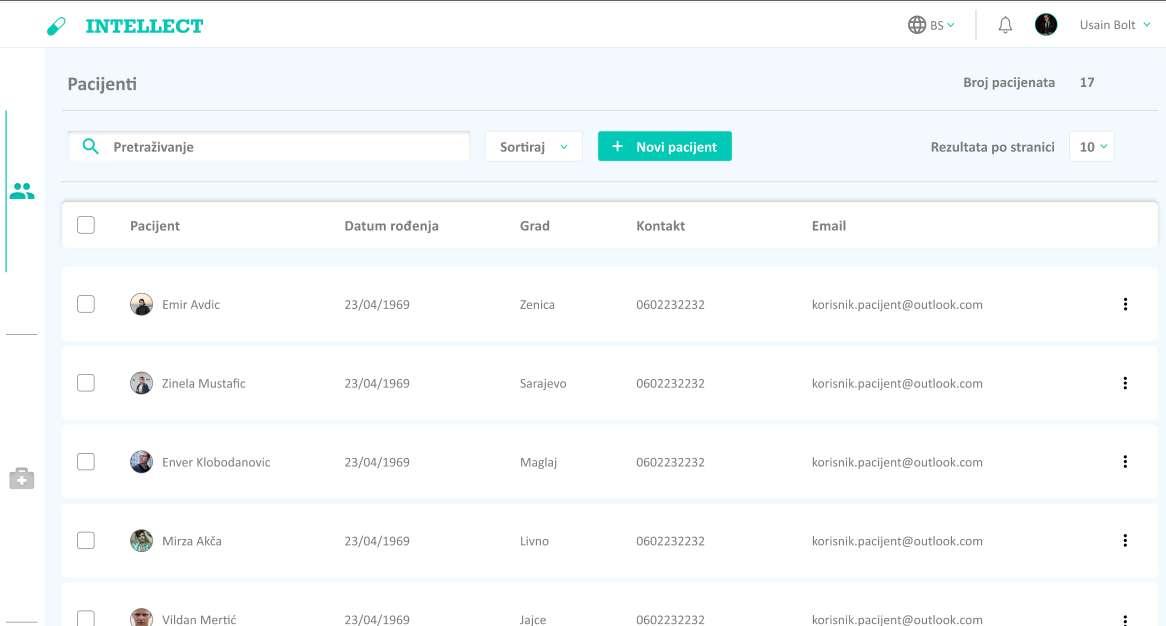 INTELLECT
BS
Usain Bolt
Pacijenti
Broj pacijenata 17
Pretraživanje
Sortiraj
+ Novi pacijent
Rezultata po stranici 10
Pacijent Datum rođenja Grad Kontakt Email
Emir Avdic 23/04/1969 Zenica 0602232232 korisnik.pacijent@outlook.com
Zinela Mustafic 23/04/1969 Sarajevo 0602232232 korisnik.pacijent@outlook.com
Enver Klobodanovic 23/04/1969 Maglaj 0602232232 korisnik.pacijent@outlook.com
Mirza Akča 23/04/1969 Livno 0602232232 korisnik.pacijent@outlook.com
Vildan Mertić 23/04/1969 Jajce 0602232232 korisnik.pacijent@outlook.com